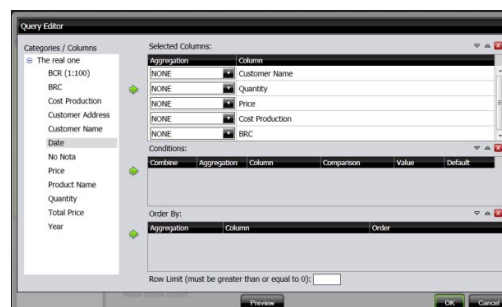 Query Editor
Categories / Columns
The real one
BCR (1:100)
BRC
Cost Production
Customer Address
Customer Name
Date
No Nota
Price
Product Name
Quantity
Total Price
Year
Selected Columns:
Aggregation Column
NONE Customer Name
NONE Quantity
NONE Price
NONE Cost Production
NONE BRC
Conditions:
Combine Aggregation Column Comparison Value Default
Order By:
Aggregation Column Order
Row Limit (must be greater than or equal to 0):
Preview OK Cancel